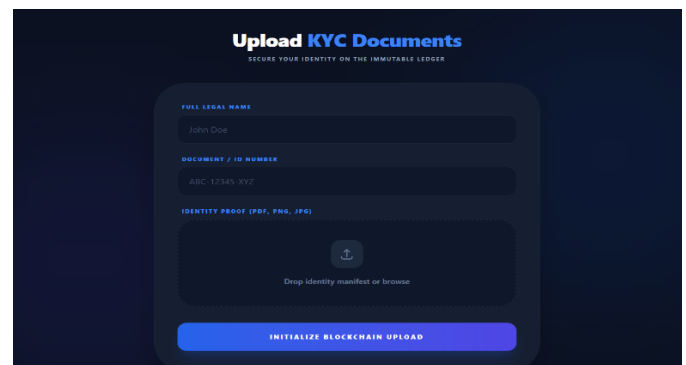 Upload KYC Documents
SECURE YOUR IDENTITY ON THE IMMUTABLE LEDGER
FULL LEGAL NAME
John Doe
DOCUMENT / ID NUMBER
ABC-12345-XYZ
IDENTITY PROOF (PDF, PNG, JPG)
Drop identity manifest or browse
INITIALIZE BLOCKCHAIN UPLOAD